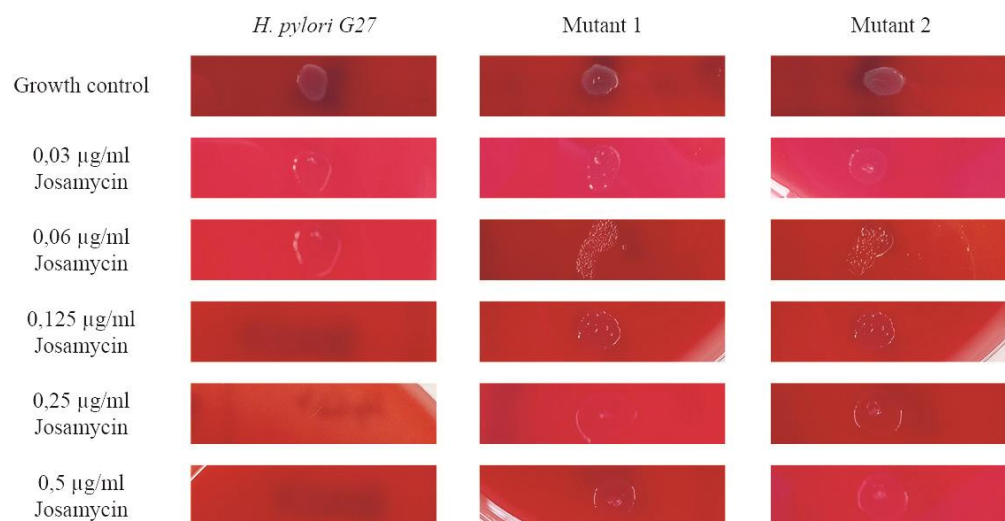 H. pylori G27
Mutant 1
Mutant 2
Growth control
0,03 µg/ml
Josamycin
0,06 µg/ml
Josamycin
0,125 µg/ml
Josamycin
0,25 µg/ml
Josamycin
0,5 µg/ml
Josamycin